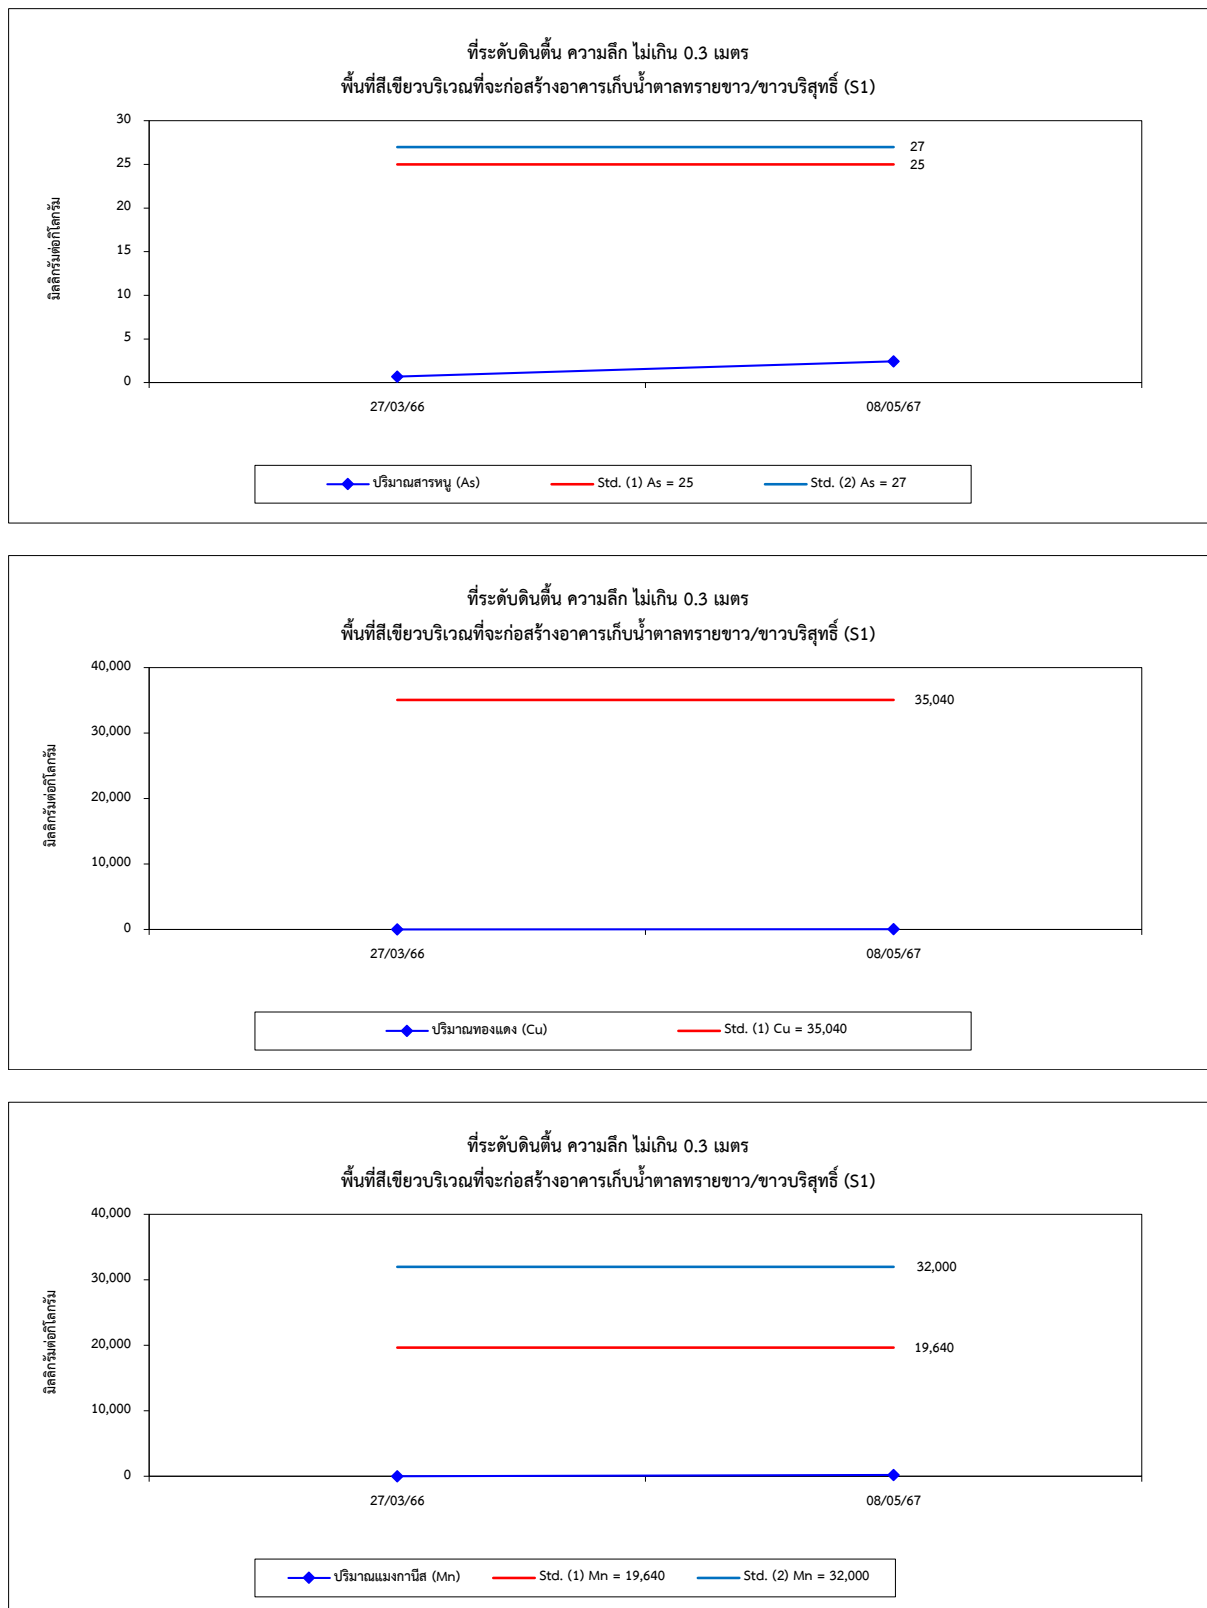 ที่ระดับดินตื้น ความลึก ไม่เกิน 0.3 เมตร
พื้นที่สีเขียวบริเวณที่จะก่อสร้างอาคารเก็บน้ำตาลทรายขาว/ขาวบริสุทธิ์ (S1)
มิลลิกรัมต่อกิโลกรัม
30
25
20
15
10
5
0
27
25
27/03/66
08/05/67
ปริมาณสารหนู (As)
Std. (1) As = 25
Std. (2) As = 27
ที่ระดับดินตื้น ความลึก ไม่เกิน 0.3 เมตร
พื้นที่สีเขียวบริเวณที่จะก่อสร้างอาคารเก็บน้ำตาลทรายขาว/ขาวบริสุทธิ์ (S1)
มิลลิกรัมต่อกิโลกรัม
40,000
30,000
20,000
10,000
0
35,040
27/03/66
08/05/67
ปริมาณทองแดง (Cu)
Std. (1) Cu = 35,040
ที่ระดับดินตื้น ความลึก ไม่เกิน 0.3 เมตร
พื้นที่สีเขียวบริเวณที่จะก่อสร้างอาคารเก็บน้ำตาลทรายขาว/ขาวบริสุทธิ์ (S1)
มิลลิกรัมต่อกิโลกรัม
40,000
30,000
20,000
10,000
0
32,000
19,640
27/03/66
08/05/67
ปริมาณแมงกานีส (Mn)
Std. (1) Mn = 19,640
Std. (2) Mn = 32,000